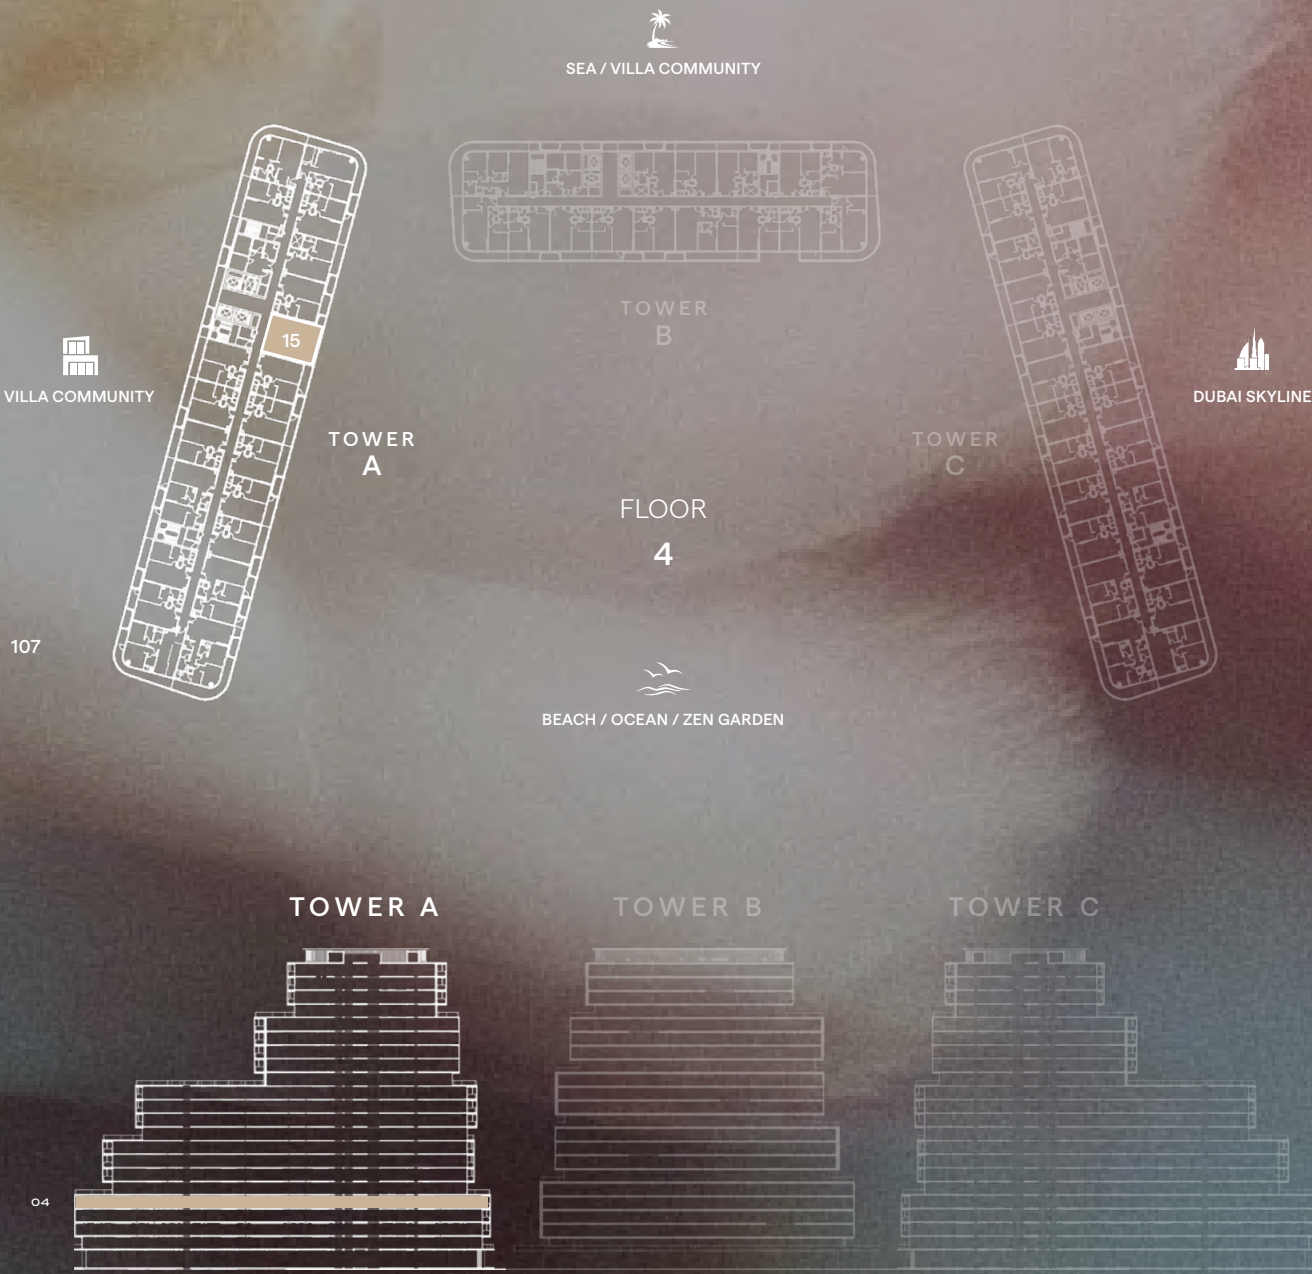 SEA / VILLA COMMUNITY
TOWER
B
15
VILLA COMMUNITY
DUBAI SKYLINE
TOWER
A
TOWER
C
FLOOR
4
107
BEACH / OCEAN / ZEN GARDEN
TOWER A
TOWER B
TOWER C
04